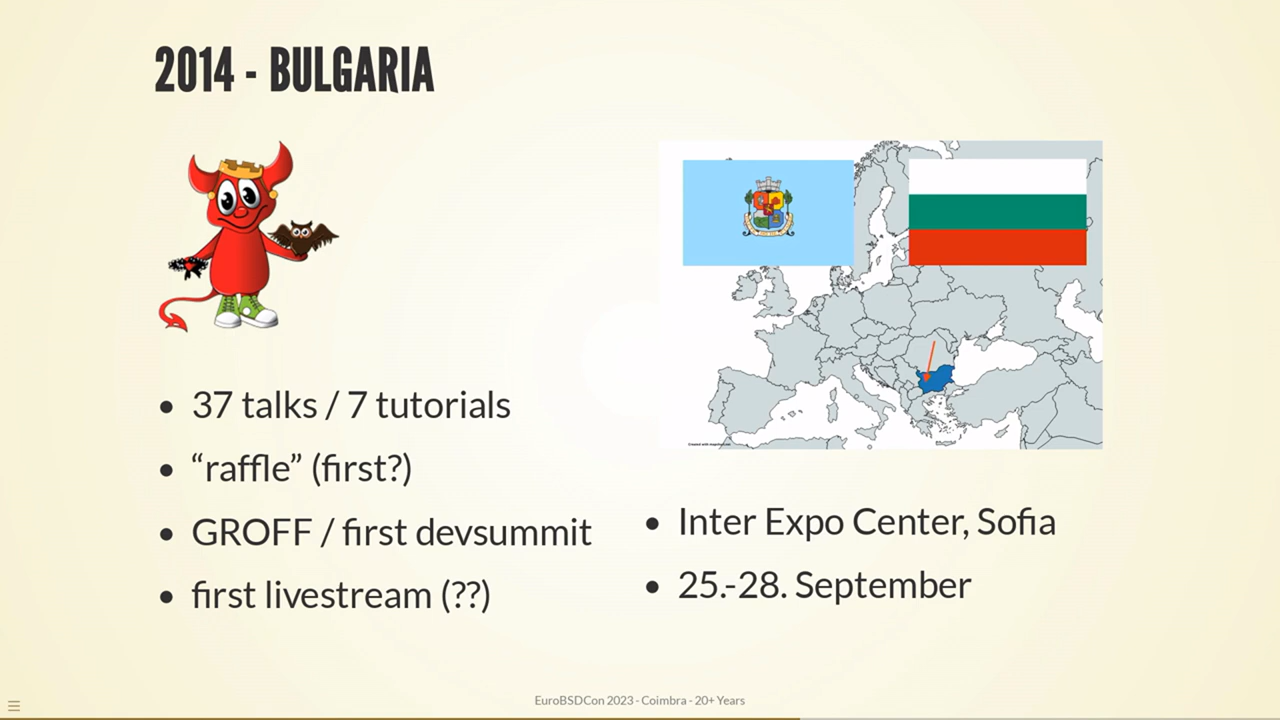 2014 - BULGARIA
37 talks / 7 tutorials
“raffle” (first?)
GROFF / first devsummit
first livestream (??)
Inter Expo Center, Sofia
25.-28. September
EuroBSDCon 2023 - Coimbra - 20+ Years